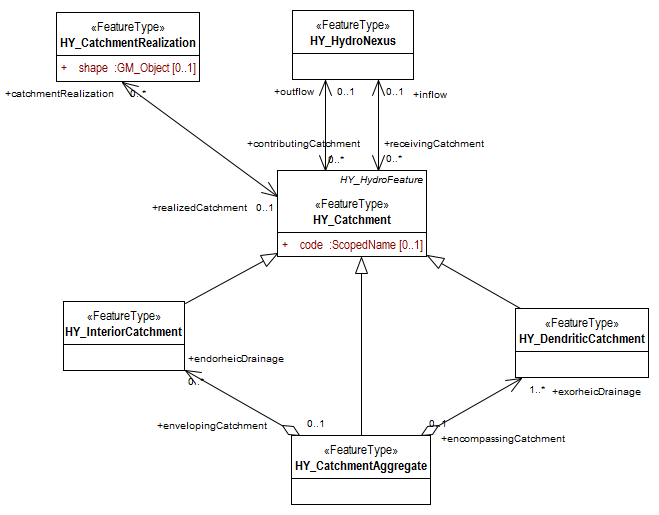 «FeatureType»
HY_CatchmentRealization
+ shape :GM_Object [0..1]
«FeatureType»
HY_HydroNexus
+catchmentRealization
0..*
+outflow
0..1
0..1
+inflow
+contributingCatchment
+receivingCatchment
0..*
0..*
HY_HydroFeature
«FeatureType»
HY_Catchment
+ code :ScopedName [0..1]
+realizedCatchment
0..1
«FeatureType»
HY_InteriorCatchment
«FeatureType»
HY_DendriticCatchment
+endorheicDrainage
0..*
1..*
+exorheicDrainage
+envelopingCatchment
0..1
0..1
+encompassingCatchment
«FeatureType»
HY_CatchmentAggregate